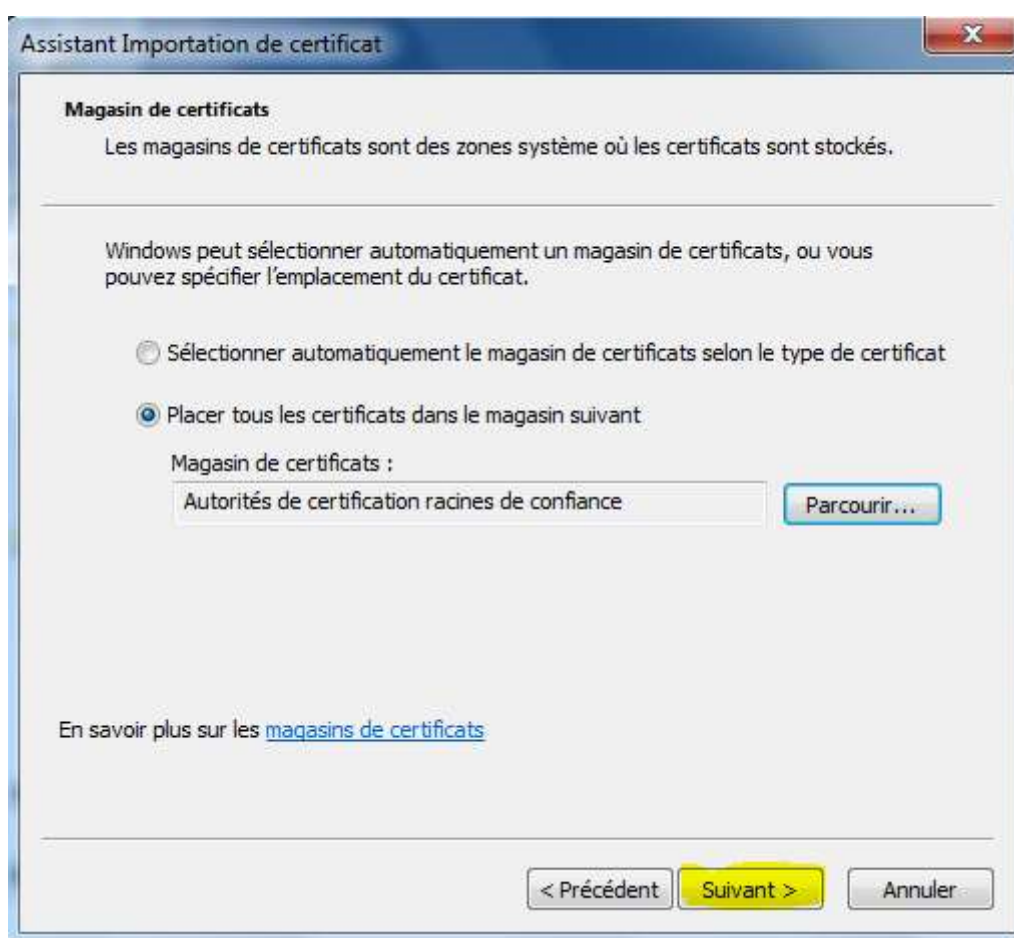 Assistant Importation de certificat
Magasin de certificats
Les magasins de certificats sont des zones système où les certificats sont stockés.
Windows peut sélectionner automatiquement un magasin de certificats, ou vous
pouvez spécifier l'emplacement du certificat.
Sélectionner automatiquement le magasin de certificats selon le type de certificat
Placer tous les certificats dans le magasin suivant
Magasin de certificats :
Autorités de certification racines de confiance
Parcourir...
En savoir plus sur les magasins de certificats
< Précédent Suivant > Annuler